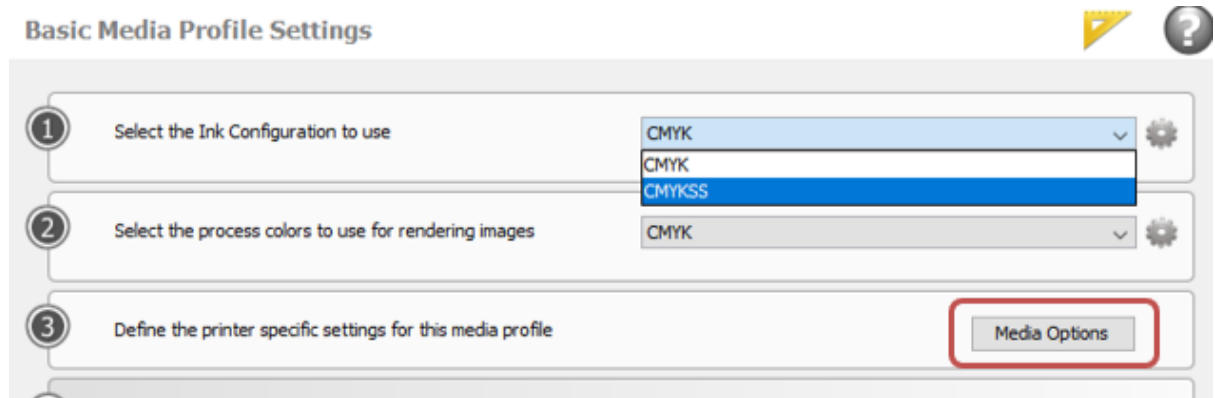 Basic Media Profile Settings
?
1
Select the Ink Configuration to use
CMYK
CMYK
CMYKSS
2
Select the process colors to use for rendering images
CMYK
3
Define the printer specific settings for this media profile
Media Options